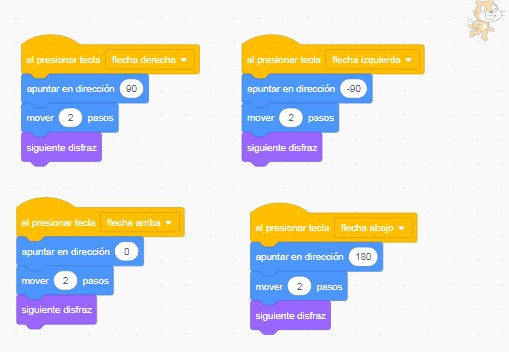 al presionar tecla flecha derecha
apuntar en dirección 90
mover 2 pasos
siguiente disfraz
al presionar tecla flecha izquierda
apuntar en dirección -90
mover 2 pasos
siguiente disfraz
al presionar tecla flecha arriba
apuntar en dirección 0
mover 2 pasos
siguiente disfraz
al presionar tecla flecha abajo
apuntar en dirección 180
mover 2 pasos
siguiente disfraz